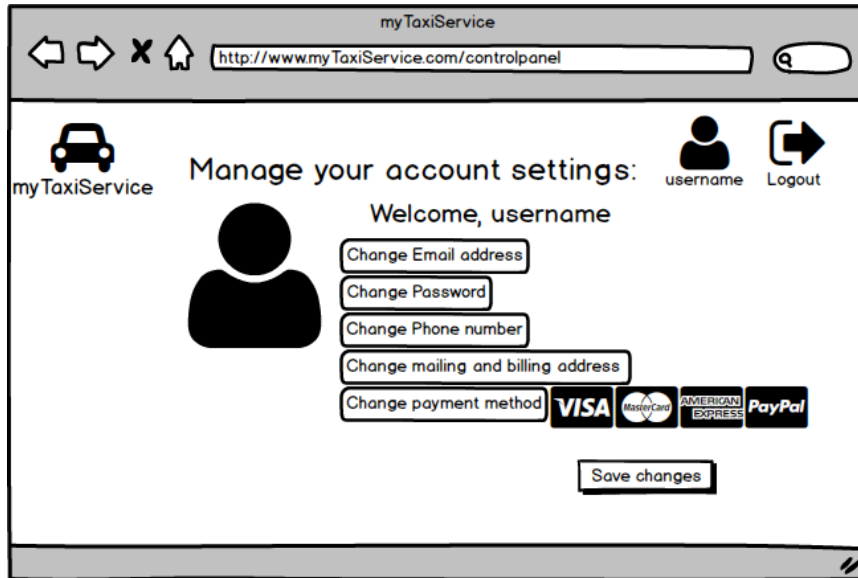 myTaxiService
http://www.myTaxiService.com/controlpanel
myTaxiService
Manage your account settings:
username
Logout
Welcome, username
Change Email address
Change Password
Change Phone number
Change mailing and billing address
Change payment method
VISA
MasterCard
AMERICAN
EXPRESS
PayPal
Save changes